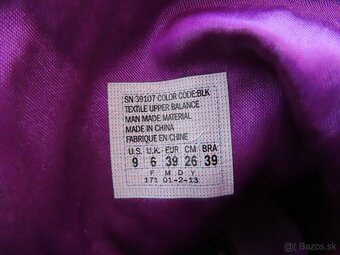 SN 39107 COLOR CODE:BLK
TEXTILE UPPER BALANCE
MAN MADE MATERIAL
MADE IN CHINA
FABRIQUE EN CHINE
U.S. U.K. EUR CM BRA
9 6 39 26 39
F M D Y
171 01-2-13
Bazos.sk